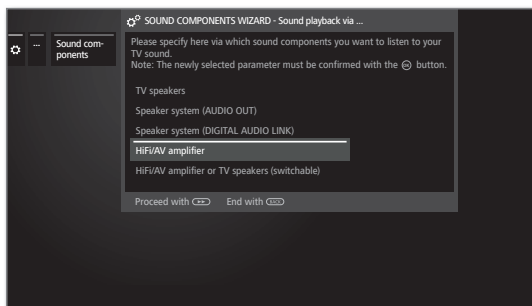 SOUND COMPONENTS WIZARD - Sound playback via ...
...
Sound com-
ponents
Please specify here via which sound components you want to listen to your
TV sound.
Note: The newly selected parameter must be confirmed with the OK button.
TV speakers
Speaker system (AUDIO OUT)
Speaker system (DIGITAL AUDIO LINK)
HiFi/AV amplifier
HiFi/AV amplifier or TV speakers (switchable)
Proceed with End with BACK